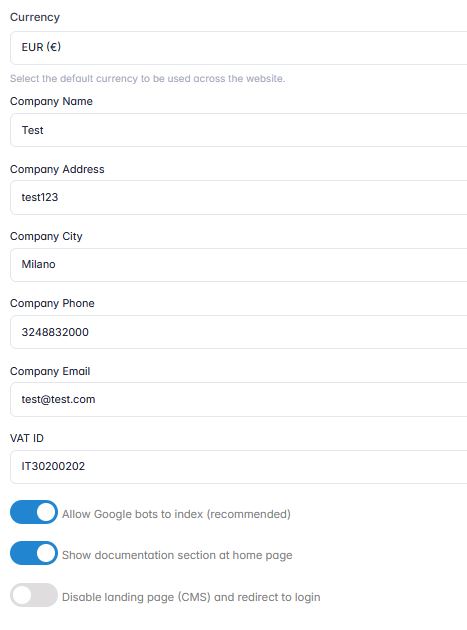 Currency
EUR (€)
Select the default currency to be used across the website.
Company Name
Test
Company Address
test123
Company City
Milano
Company Phone
3248832000
Company Email
test@test.com
VAT ID
IT30200202
Allow Google bots to index (recommended)
Show documentation section at home page
Disable landing page (CMS) and redirect to login